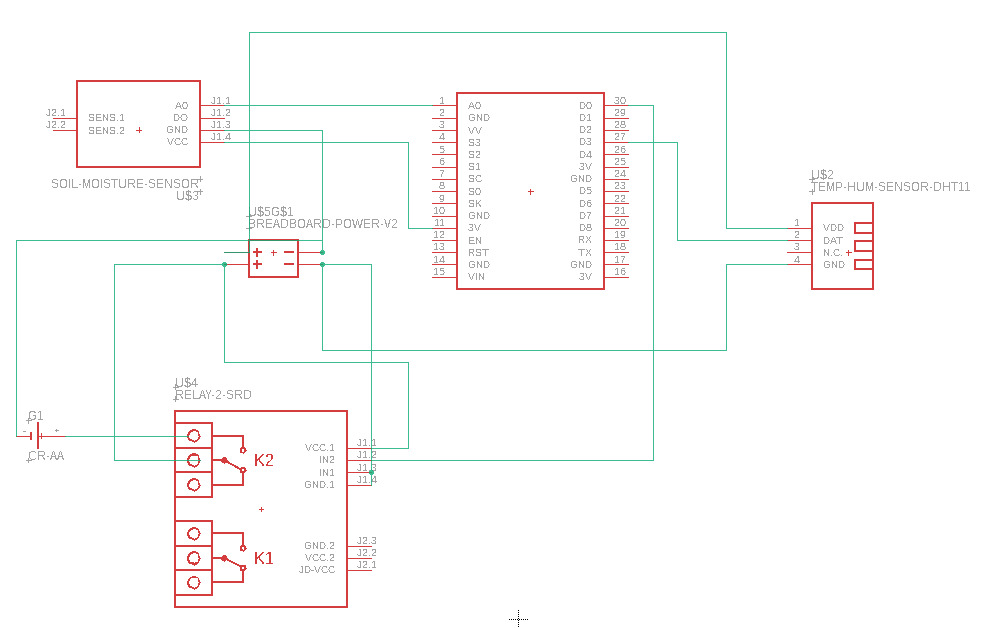 J1.1
A0
J1.2
DO
J1.3
GND
J1.4
VCC
J2.1
SENS.1
J2.2
SENS.2
SOIL-MOISTURE-SENSOR
U$3
1 A0
2 GND
3 VV
4 S3
5 S2
6 S1
7 SC
8 S0
9 SK
10 GND
11 3V
12 EN
13 RST
14 GND
15 VIN
D0 30
D1 29
D2 28
D3 27
D4 26
3V 25
GND 24
D5 23
D6 22
D7 21
D8 20
RX 19
TX 18
GND 17
3V 16
U$2
TEMP-HUM-SENSOR-DHT11
1 VDD
2 DAT
3 N.C.
4 GND
U$5G$1
BREADBOARD-POWER-V2
U$4
RELAY-2-SRD
G1
CR-AA
K2
VCC.1 J1.1
IN2 J1.2
IN1 J1.3
GND.1 J1.4
K1
GND.2 J2.3
VCC.2 J2.2
JD-VCC J2.1